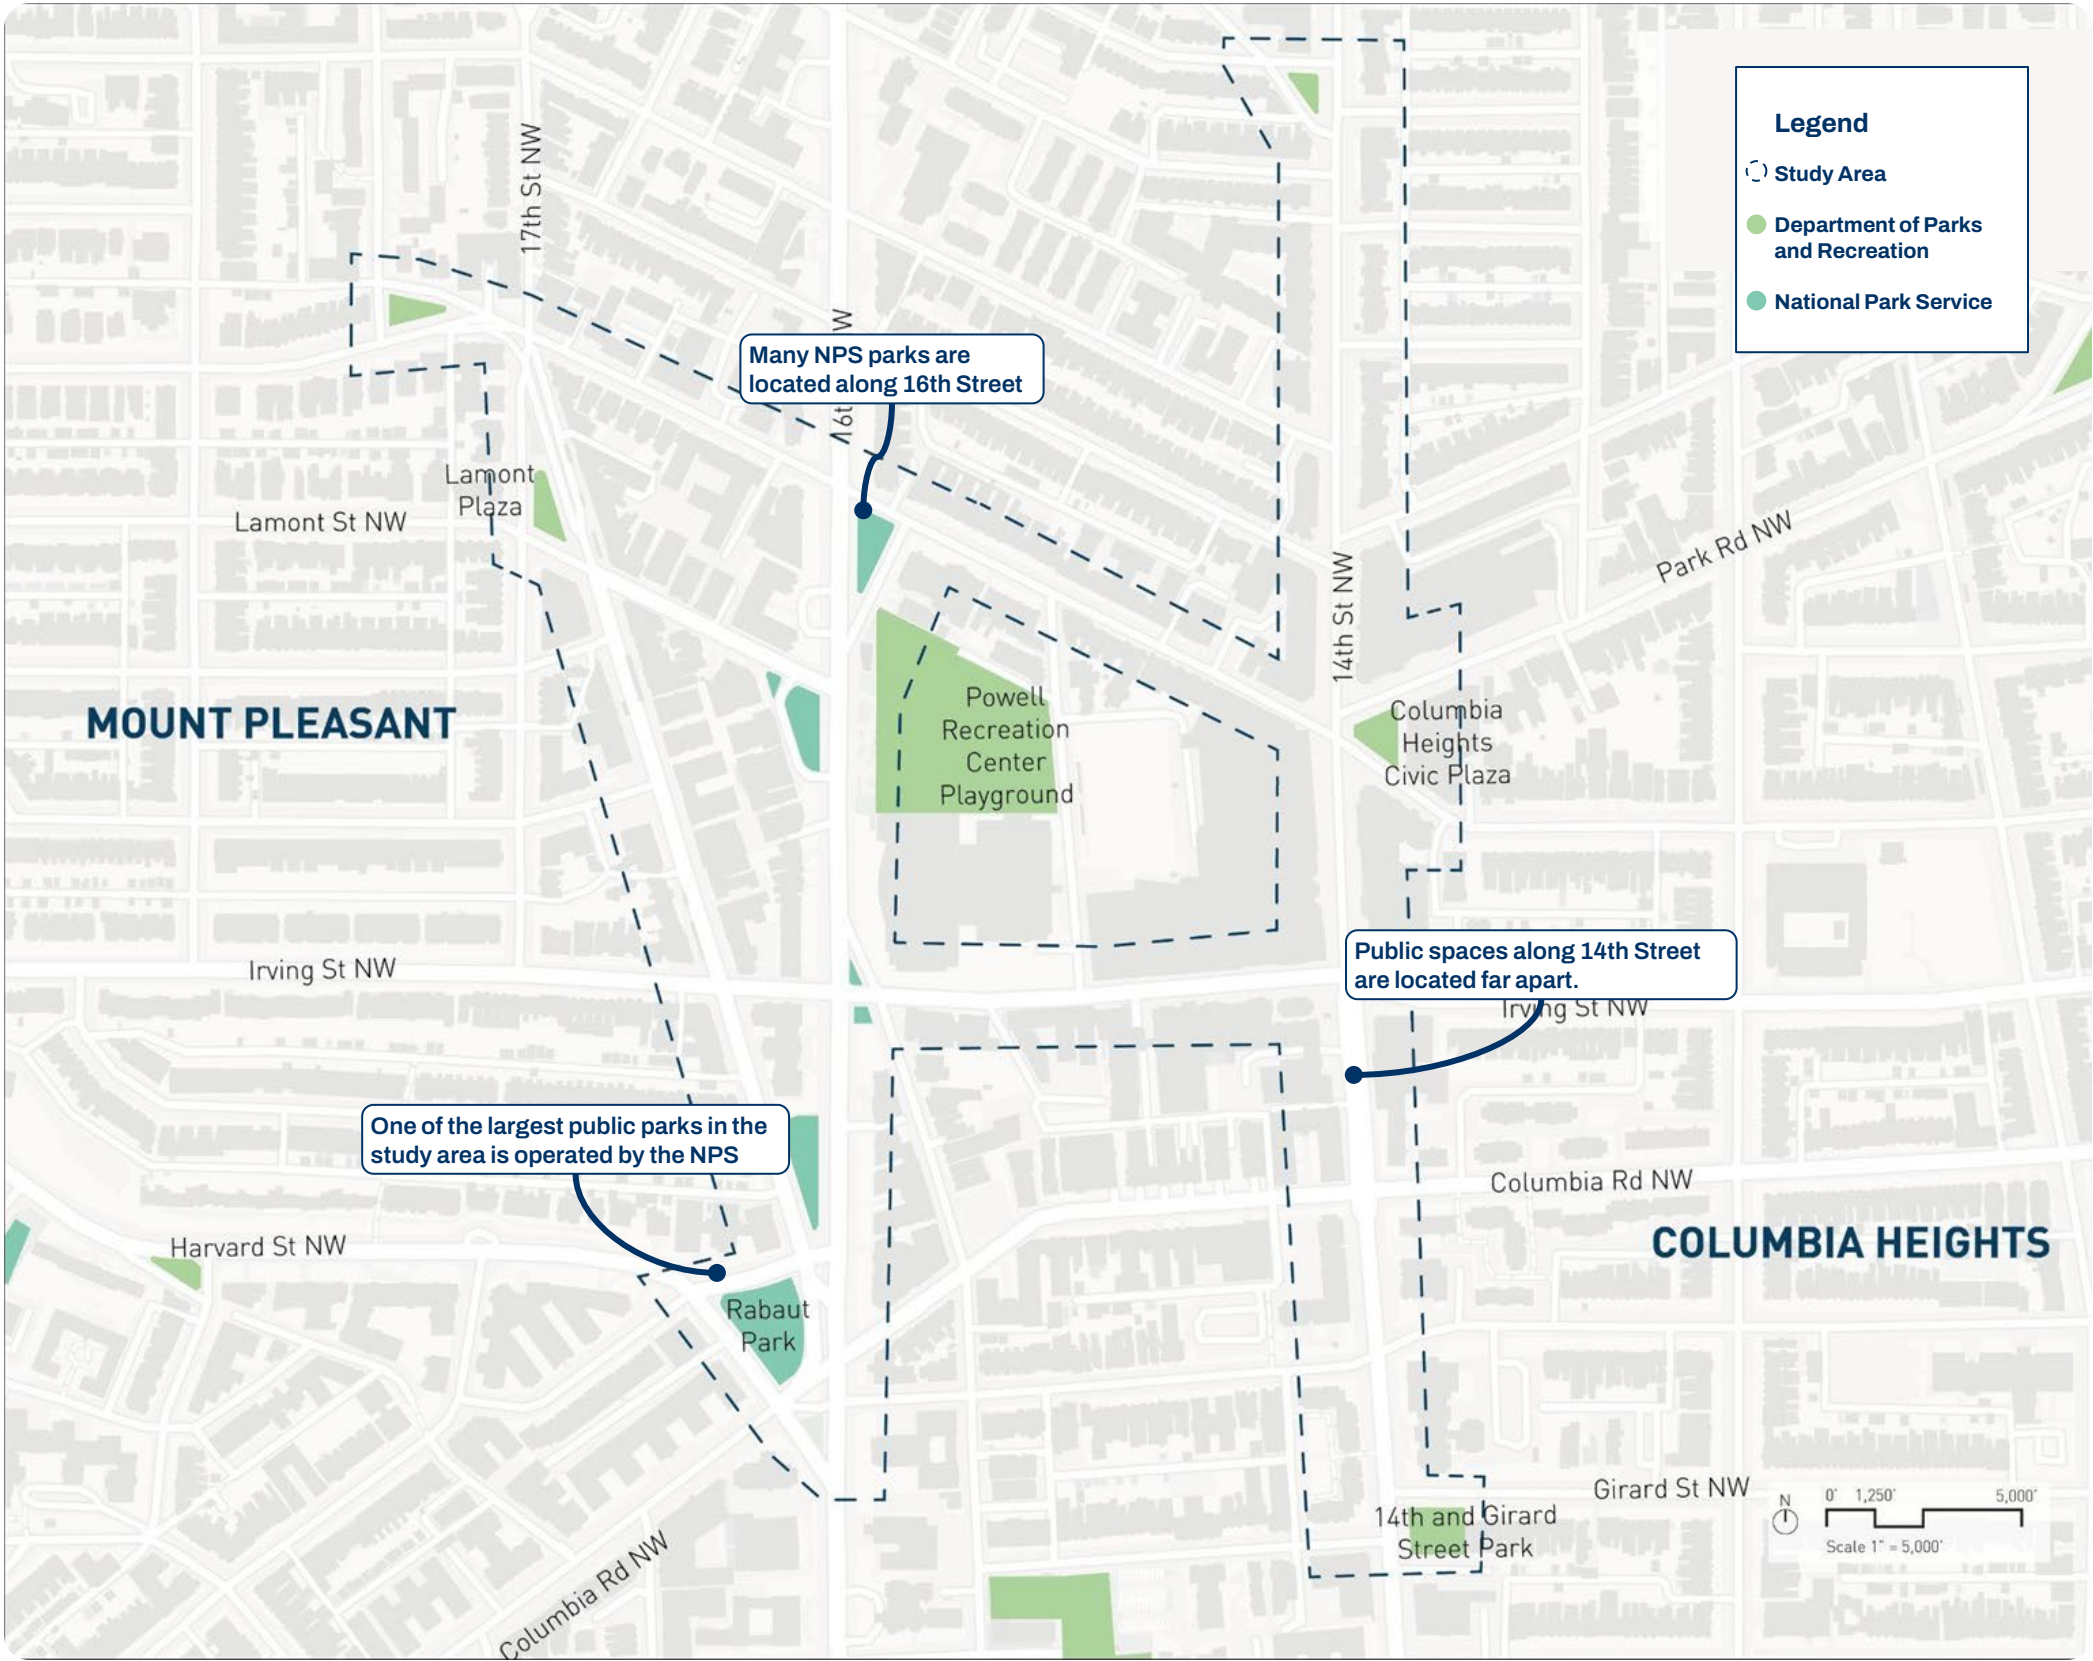 Legend
Study Area
Department of Parks
and Recreation
National Park Service
17th St NW
Many NPS parks are
located along 16th Street
Lamont
Plaza
Lamont St NW
14th St NW
Park Rd NW
MOUNT PLEASANT
Powell
Recreation
Center
Playground
Columbia
Heights
Civic Plaza
Irving St NW
Public spaces along 14th Street
are located far apart.
Irving St NW
One of the largest public parks in the
study area is operated by the NPS
Columbia Rd NW
Harvard St NW
COLUMBIA HEIGHTS
Rabaut
Park
Girard St NW
14th and Girard
Street Park
Columbia Rd NW
N
0' 1,250' 5,000'
Scale 1" = 5,000'